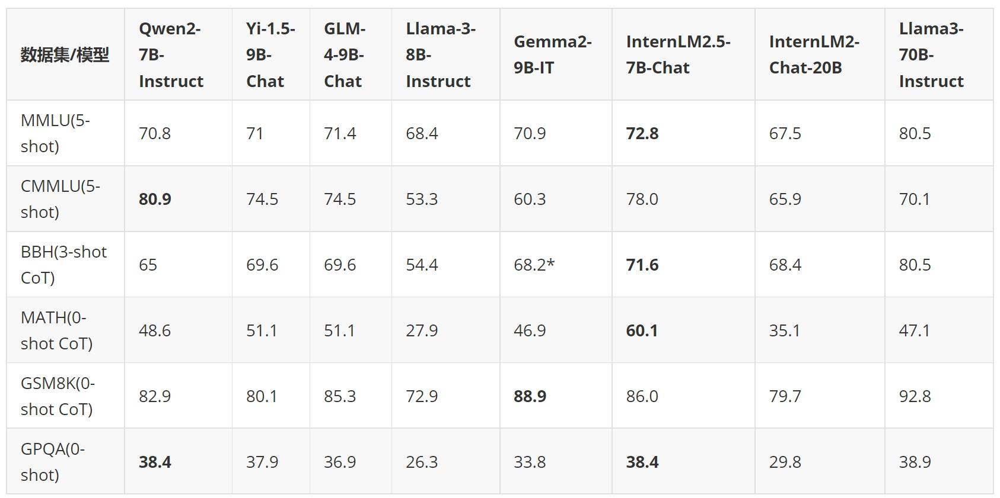 数据集/模型 Qwen2-7B-Instruct Yi-1.5-9B-Chat GLM-4-9B-Chat Llama-3-8B-Instruct Gemma2-9B-IT InternLM2.5-7B-Chat InternLM2-Chat-20B Llama3-70B-Instruct
MMLU(5-shot) 70.8 71 71.4 68.4 70.9 72.8 67.5 80.5
CMMLU(5-shot) 80.9 74.5 74.5 53.3 60.3 78.0 65.9 70.1
BBH(3-shot CoT) 65 69.6 69.6 54.4 68.2* 71.6 68.4 80.5
MATH(0-shot CoT) 48.6 51.1 51.1 27.9 46.9 60.1 35.1 47.1
GSM8K(0-shot CoT) 82.9 80.1 85.3 72.9 88.9 86.0 79.7 92.8
GPQA(0-shot) 38.4 37.9 36.9 26.3 33.8 38.4 29.8 38.9